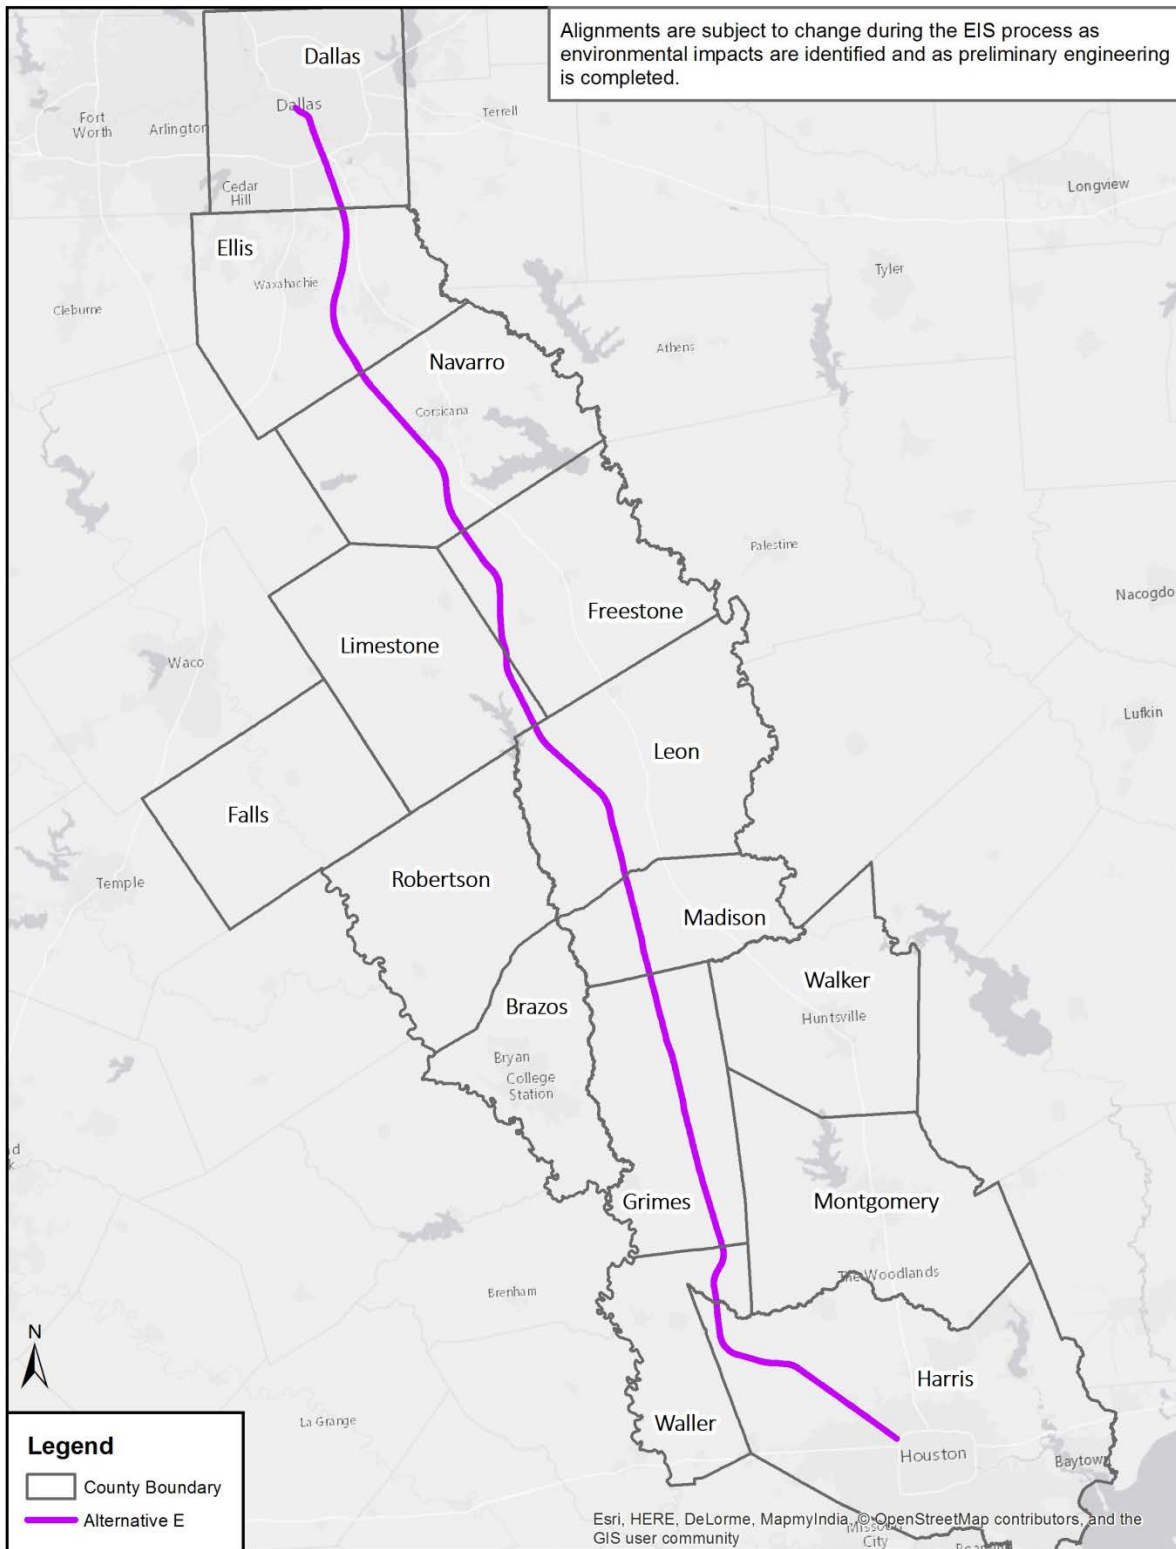 Alignments are subject to change during the EIS process as
environmental impacts are identified and as preliminary engineering
is completed.
Dallas
Dallas
Fort
Worth
Arlington
Terrell
Cedar
Hill
Longview
Ellis
Waxahachie
Tyler
Cleburne
Athens
Navarro
Corsicana
Palestine
Nacogdo
Freestone
Limestone
Waco
Lufkin
Leon
Falls
Temple
Robertson
Madison
Walker
Huntsville
Brazos
Bryan
College
Station
Grimes
Montgomery
The Woodlands
Brenham
N
Harris
La Grange
Waller
Houston
Baytown
Legend
County Boundary
Alternative E
Esri, HERE, DeLorme, MapmyIndia, © OpenStreetMap contributors, and the
GIS user community
City